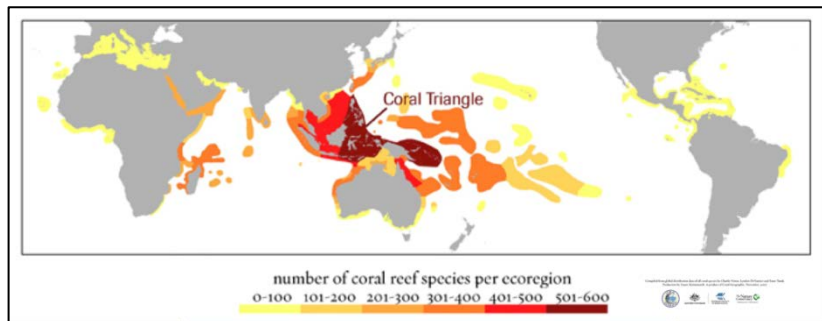 Coral Triangle
number of coral reef species per ecoregion
0-100 101-200 201-300 301-400 401-500 501-600